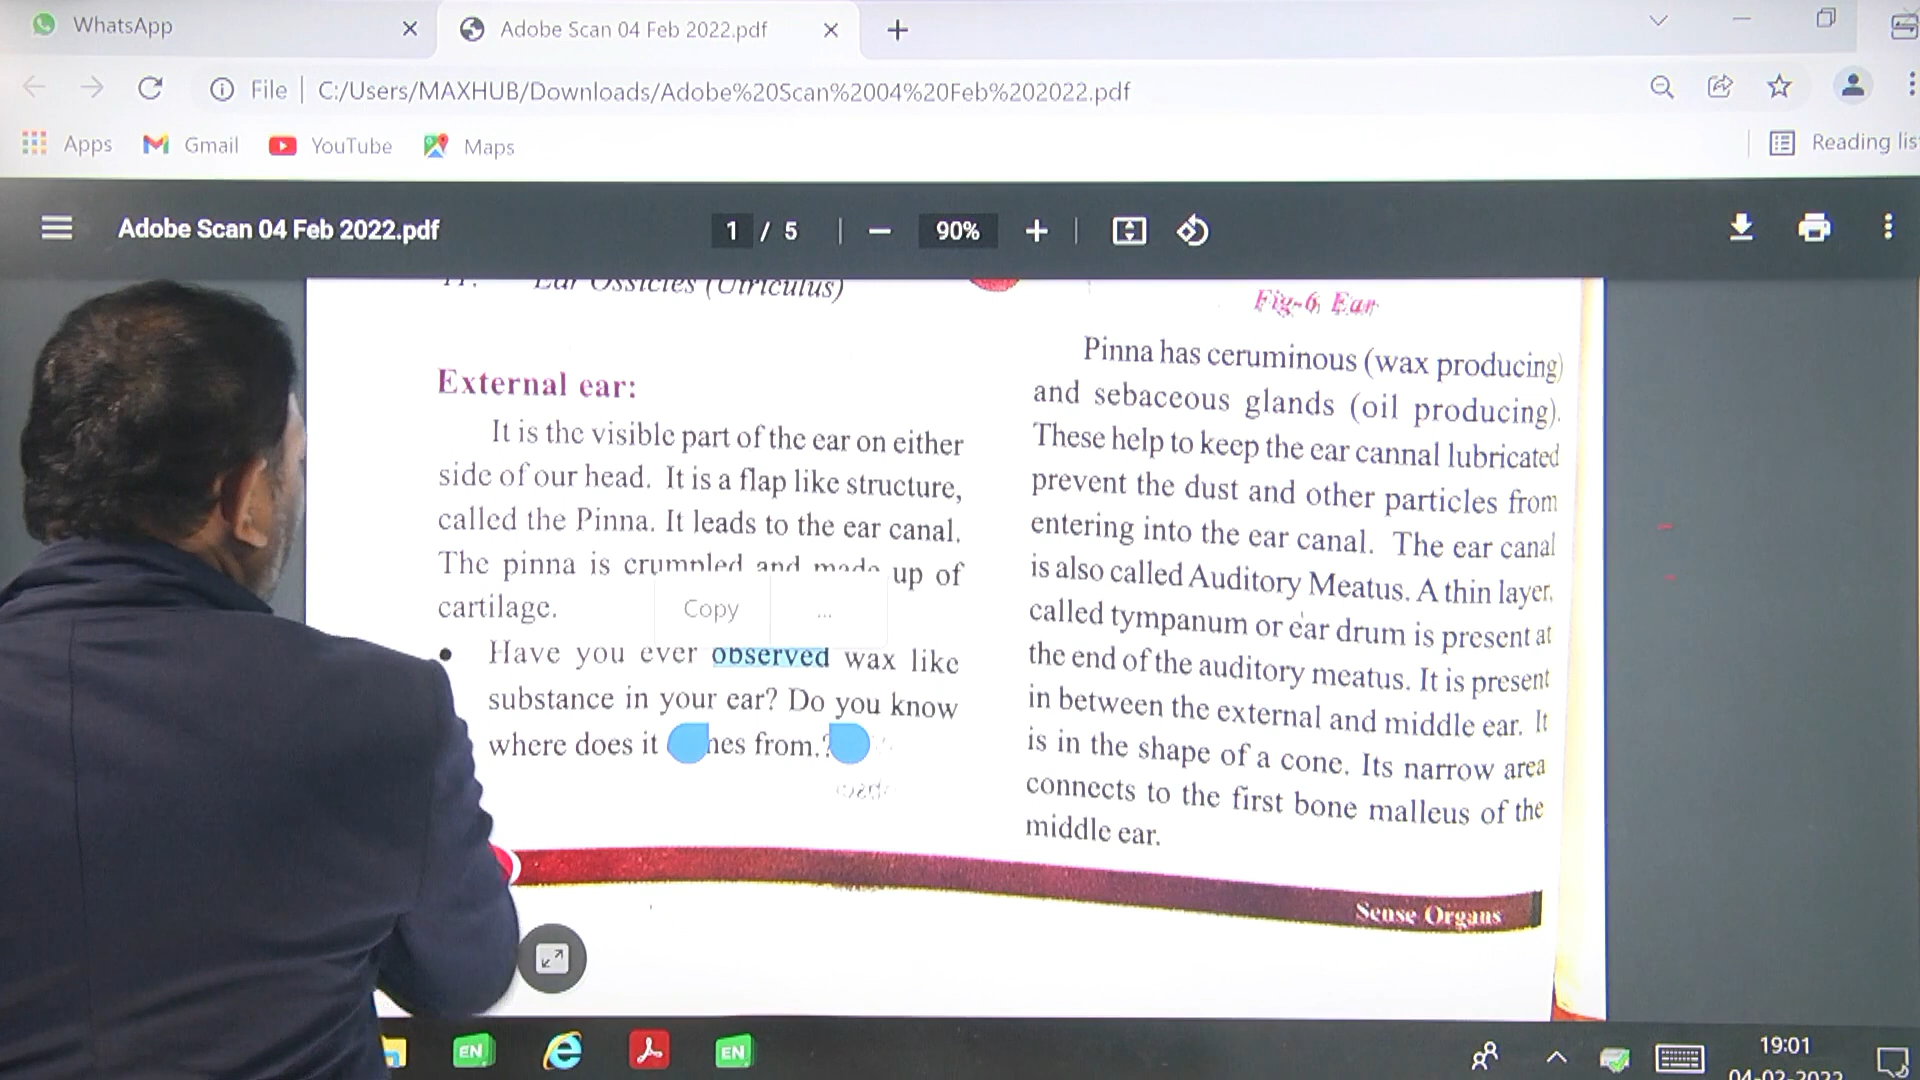 WhatsApp
Adobe Scan 04 Feb 2022.pdf
File
C:/Users/MAXHUB/Downloads/Adobe%20Scan%2004%20Feb%202022.pdf
Apps
Gmail
YouTube
Maps
Reading lis
Adobe Scan 04 Feb 2022.pdf
1 / 5
90%
Ear Ossicles (Utriculus)
External ear:
It is the visible part of the ear on either
side of our head. It is a flap like structure,
called the Pinna. It leads to the ear canal.
The pinna is crumpled and made up of
cartilage.
Copy ...
• Have you ever observed wax like
substance in your ear? Do you know
where does it mes from.?
Fig-6 Ear
Pinna has ceruminous (wax producing)
and sebaceous glands (oil producing).
These help to keep the ear cannal lubricated
prevent the dust and other particles from
entering into the ear canal. The ear canal
is also called Auditory Meatus. A thin layer,
called tympanum or ear drum is present at
the end of the auditory meatus. It is present
in between the external and middle ear. It
is in the shape of a cone. Its narrow area
connects to the first bone malleus of the
middle ear.
Sense Organs
EN
EN
19:01
04-02-2022